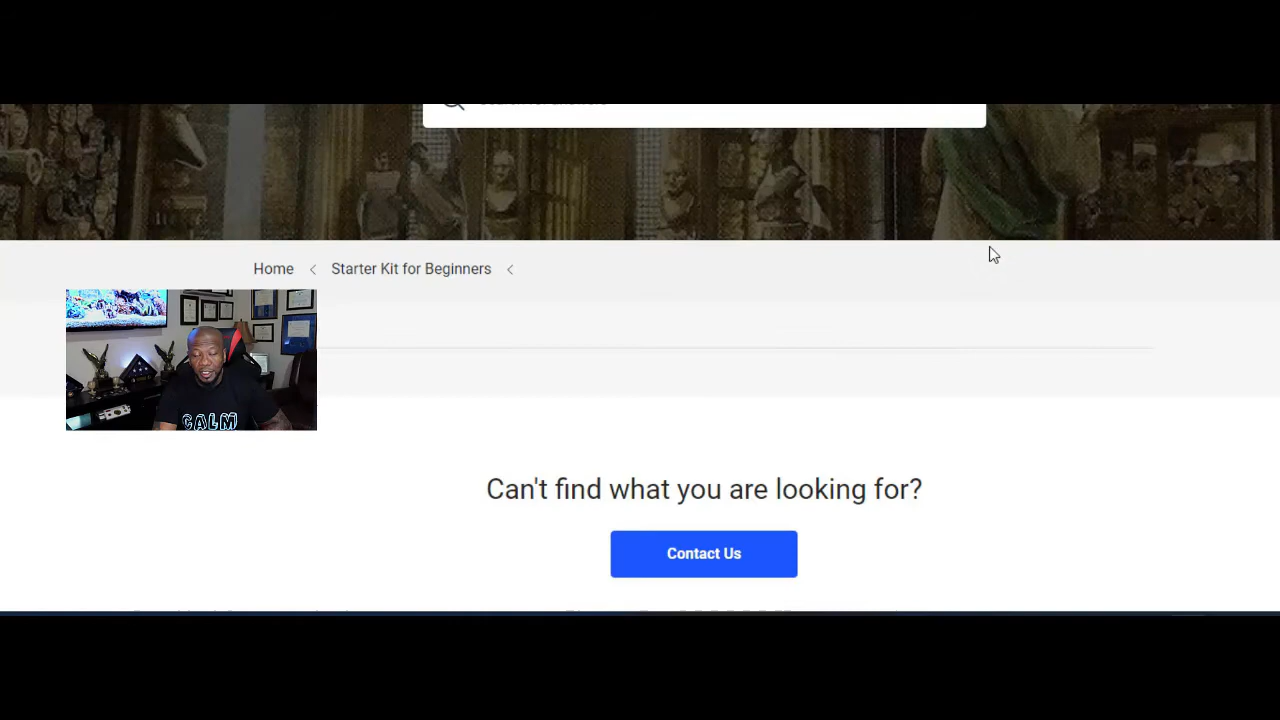 Home < Starter Kit for Beginners <
CALM
Can't find what you are looking for?
Contact Us